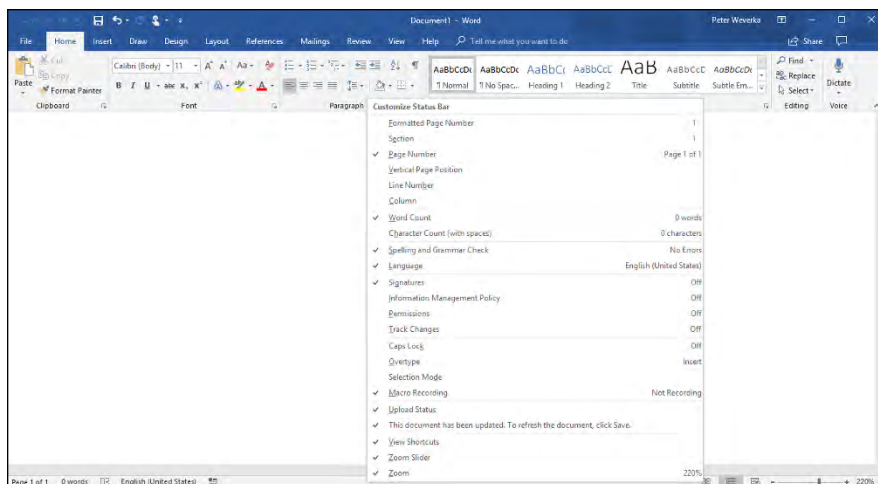 Document1 - Word
Peter Weverka
File Home Insert Draw Design Layout References Mailings Review View Help Tell me what you want to do
Share
Paste
Cut
Copy
Format Painter
Calibri (Body) 11
B I U abc
AaBbCcDc AaBbCcDc AaBbCc AaBbCcC AaB AaBbCcC AaBbCcDc
¶ Normal ¶ No Spac... Heading 1 Heading 2 Title Subtitle Subtle Em...
Find
Replace
Select
Dictate
Clipboard Font Paragraph Editing Voice
Customize Status Bar
Formatted Page Number 1
Section 1
Page Number Page 1 of 1
Vertical Page Position
Line Number
Column
Word Count 0 words
Character Count (with spaces) 0 characters
Spelling and Grammar Check No Errors
Language English (United States)
Signatures Off
Information Management Policy Off
Permissions Off
Track Changes Off
Caps Lock Off
Overtype Insert
Selection Mode
Macro Recording Not Recording
Upload Status
This document has been updated. To refresh the document, click Save.
View Shortcuts
Zoom Slider
Zoom 220%
Page 1 of 1 0 words English (United States) 220%